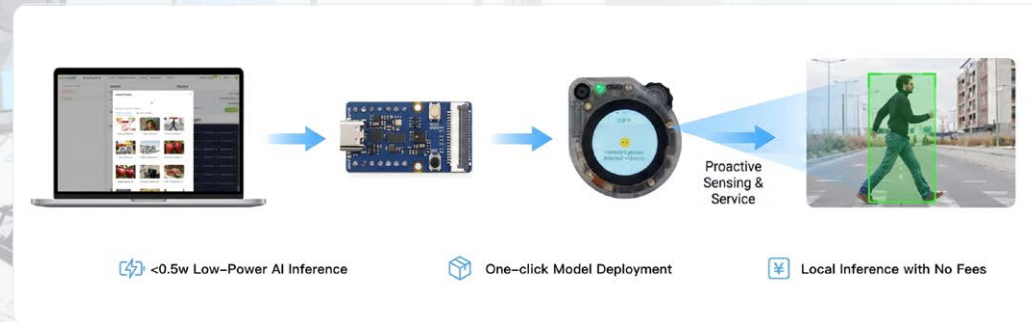 Proactive
Sensing &
Service
<0.5w Low-Power AI Inference
One-click Model Deployment
¥
Local Inference with No Fees